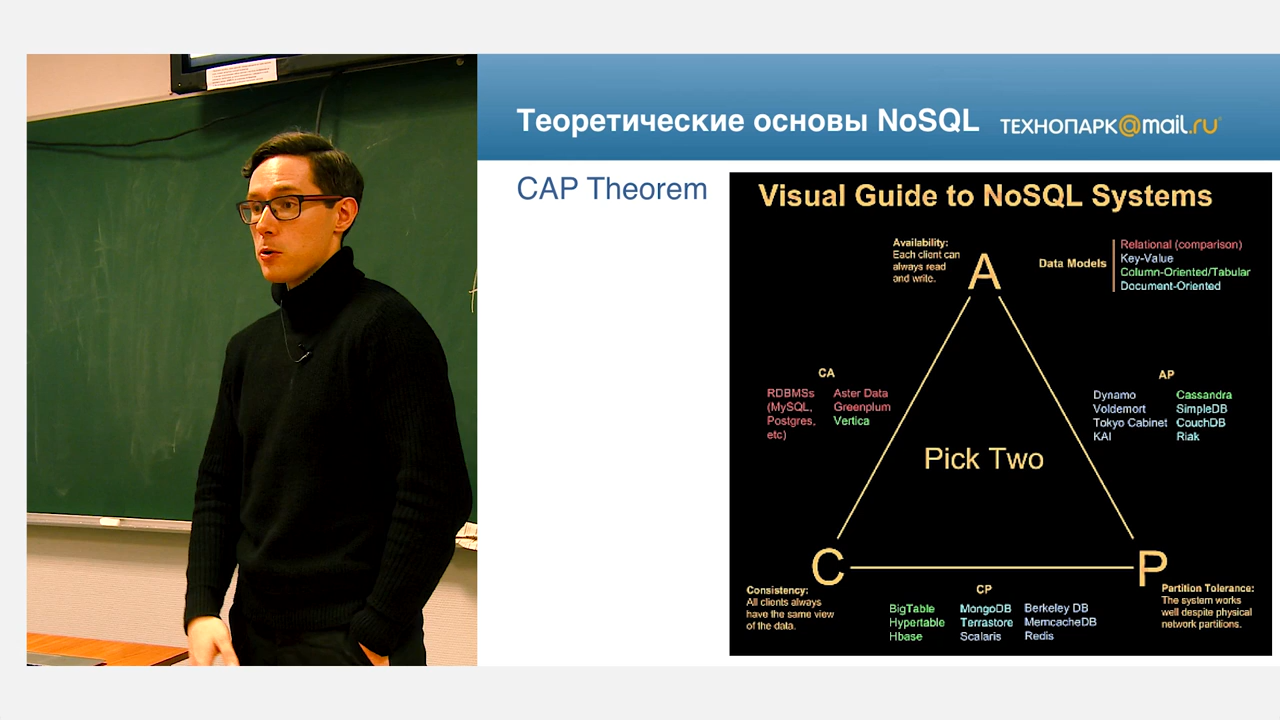 Теоретические основы NoSQL
ТЕХНОПАРК@mail.ru
CAP Theorem
Visual Guide to NoSQL Systems
Availability:
Each client can
always read
and write.
A
Data Models
Relational (comparison)
Key-Value
Column-Oriented/Tabular
Document-Oriented
CA
RDBMSs
(MySQL,
Postgres,
etc)
Aster Data
Greenplum
Vertica
AP
Dynamo
Voldemort
Tokyo Cabinet
KAI
Cassandra
SimpleDB
CouchDB
Riak
Pick Two
C
Consistency:
All clients always
have the same view
of the data.
CP
BigTable
Hypertable
Hbase
MongoDB
Terrastore
Scalaris
Berkeley DB
MemcacheDB
Redis
P
Partition Tolerance:
The system works
well despite physical
network partitions.